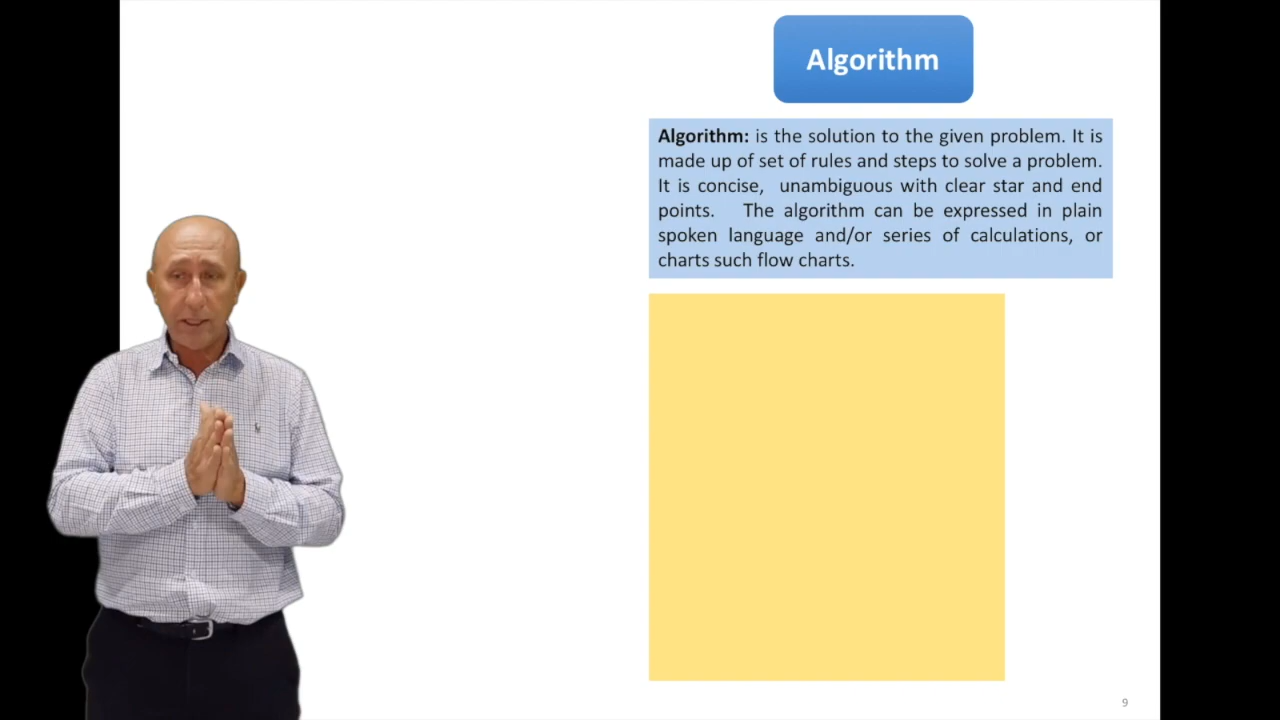 Algorithm
Algorithm: is the solution to the given problem. It is
made up of set of rules and steps to solve a problem.
It is concise, unambiguous with clear star and end
points. The algorithm can be expressed in plain
spoken language and/or series of calculations, or
charts such flow charts.
9